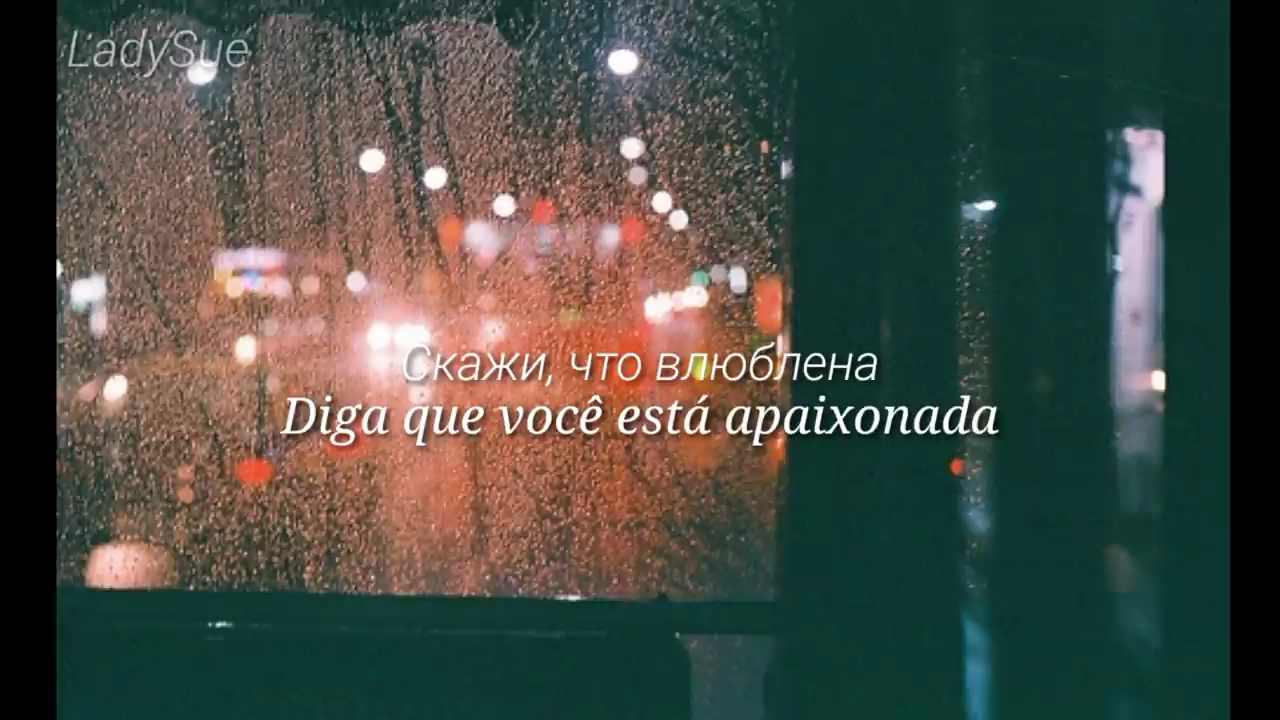 LadySue
Скажи, что влюблена
Diga que você está apaixonada